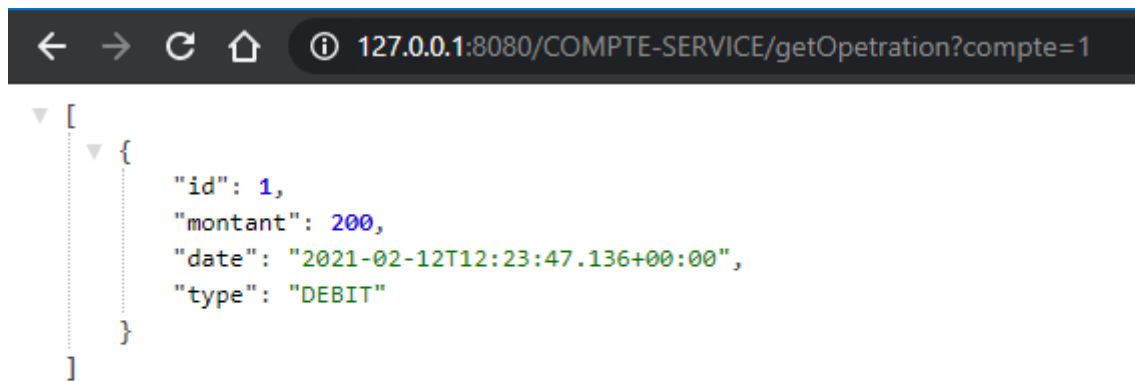 127.0.0.1:8080/COMPTE-SERVICE/getOpetration?compte=1
[
{
"id": 1,
"montant": 200,
"date": "2021-02-12T12:23:47.136+00:00",
"type": "DEBIT"
}
]